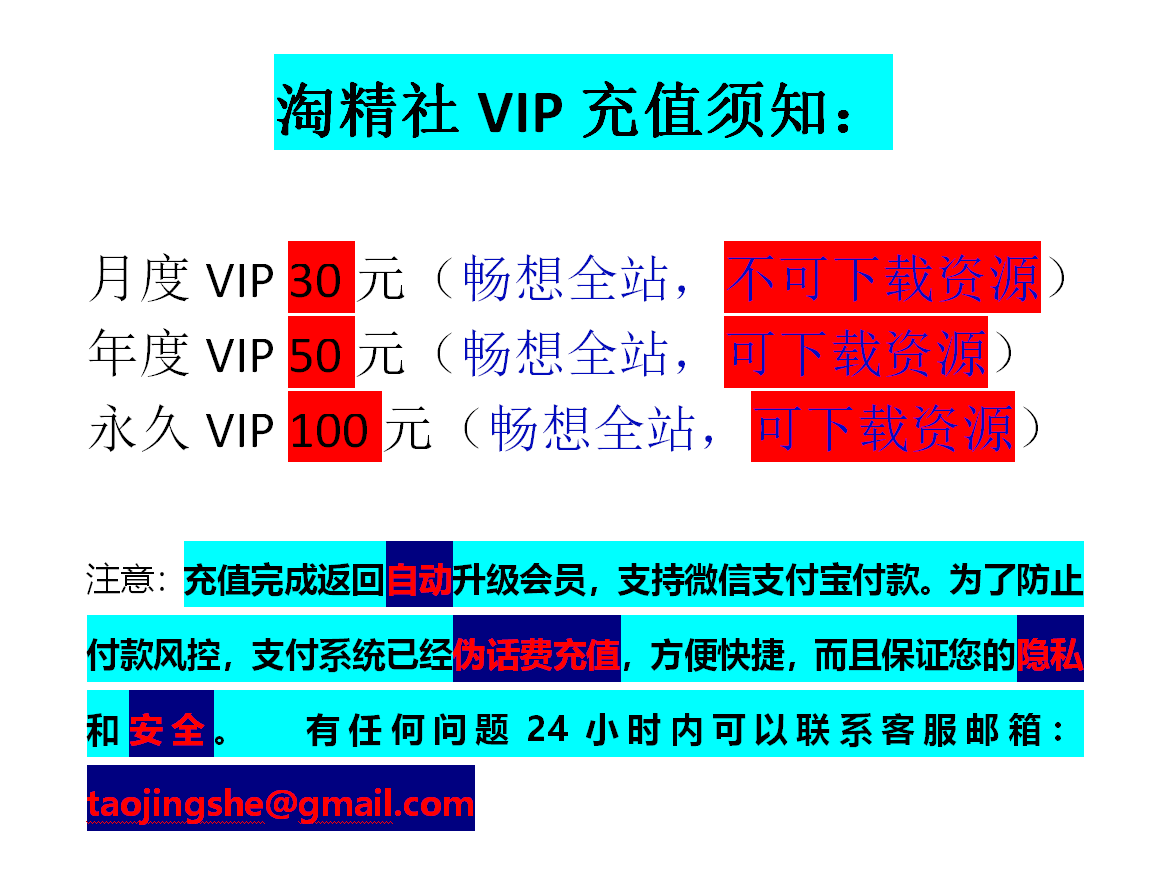 淘精社 VIP 充值须知：
月度 VIP 30 元（畅想全站，不可下载资源）
年度 VIP 50 元（畅想全站，可下载资源）
永久 VIP 100 元（畅想全站，可下载资源）
注意：充值完成返回自动升级会员，支持微信支付宝付款。为了防止
付款风控，支付系统已经伪话费充值，方便快捷，而且保证您的隐私
和安全。 有任何问题 24 小时内可以联系客服邮箱：
taojingshe@gmail.com